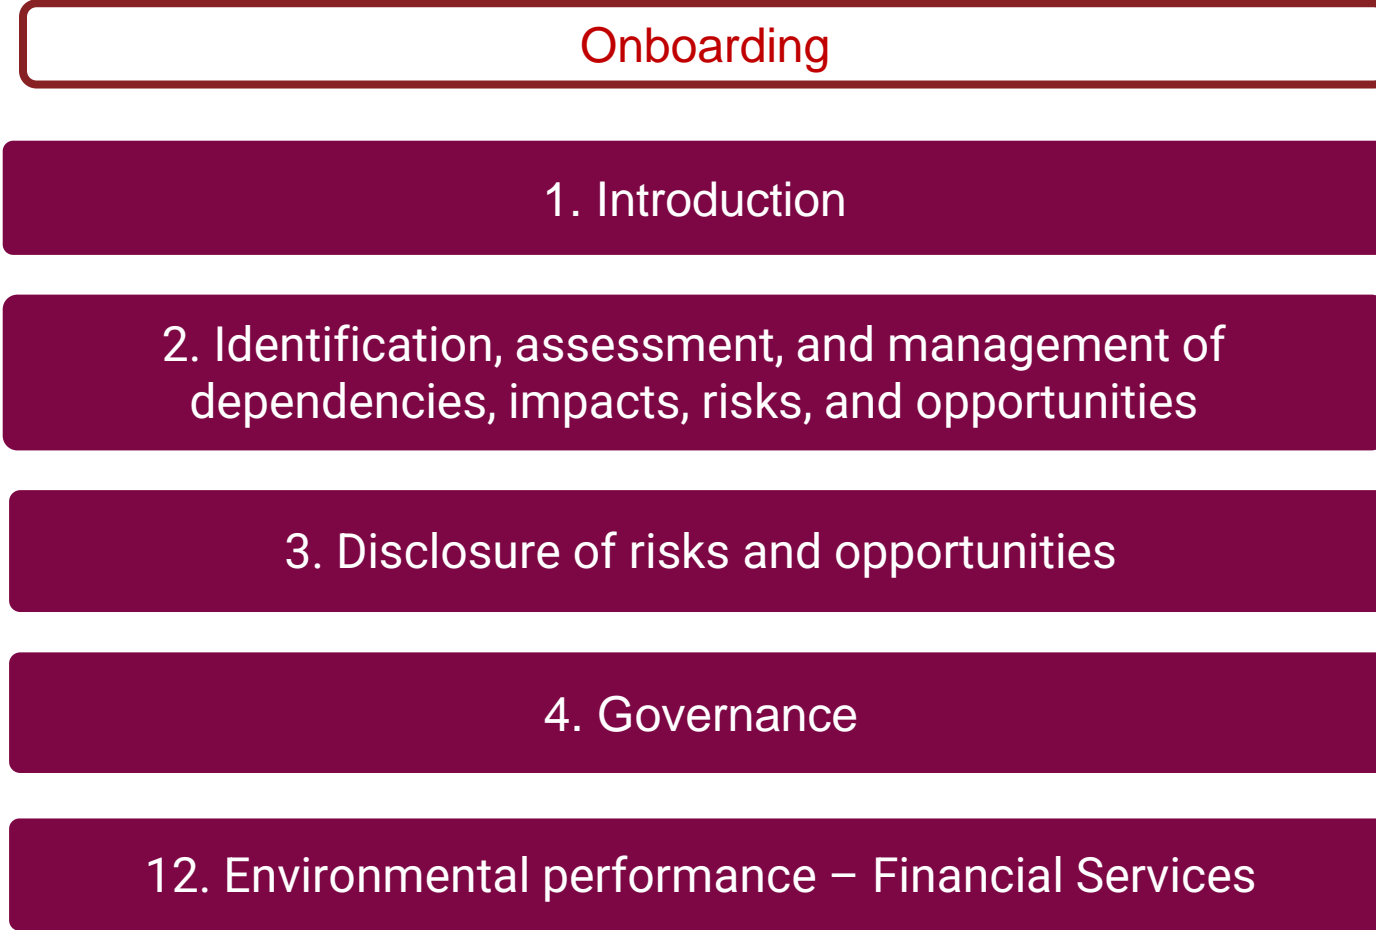 Onboarding
1. Introduction
2. Identification, assessment, and management of
dependencies, impacts, risks, and opportunities
3. Disclosure of risks and opportunities
4. Governance
12. Environmental performance – Financial Services